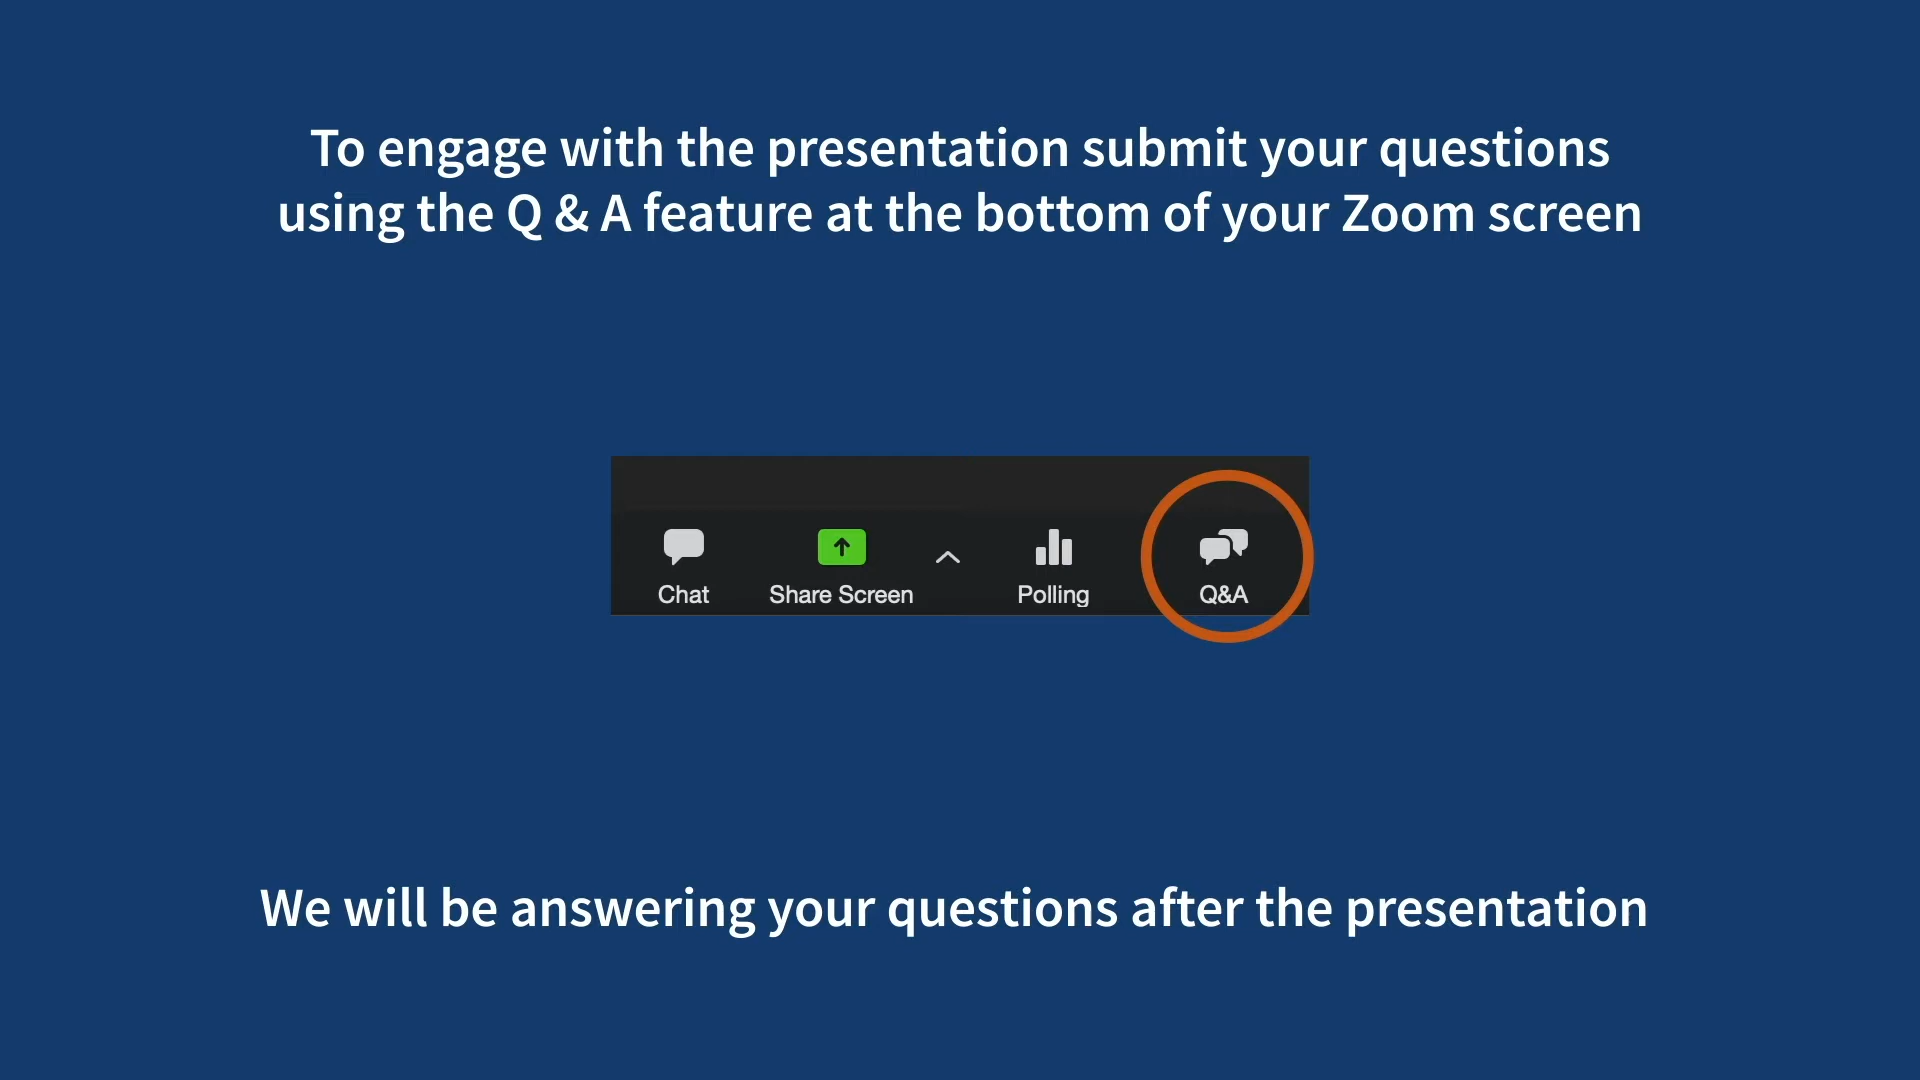 To engage with the presentation submit your questions
using the Q & A feature at the bottom of your Zoom screen
Chat
Share Screen
Polling
Q&A
We will be answering your questions after the presentation